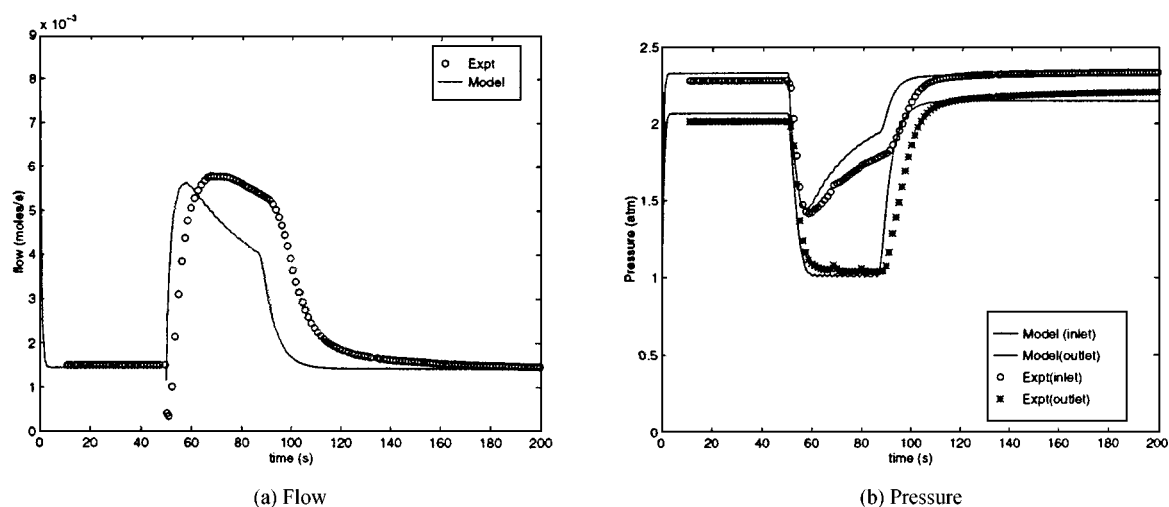 x 10⁻³
9
8
7
6
5
4
3
2
1
0
flow (moles/s)
Expt
Model
0 20 40 60 80 100 120 140 160 180 200
time (s)
(a) Flow
2.5
2
1.5
1
0.5
0
Pressure (atm)
Model (inlet)
Model(outlet)
Expt(inlet)
Expt(outlet)
0 20 40 60 80 100 120 140 160 180 200
time (s)
(b) Pressure